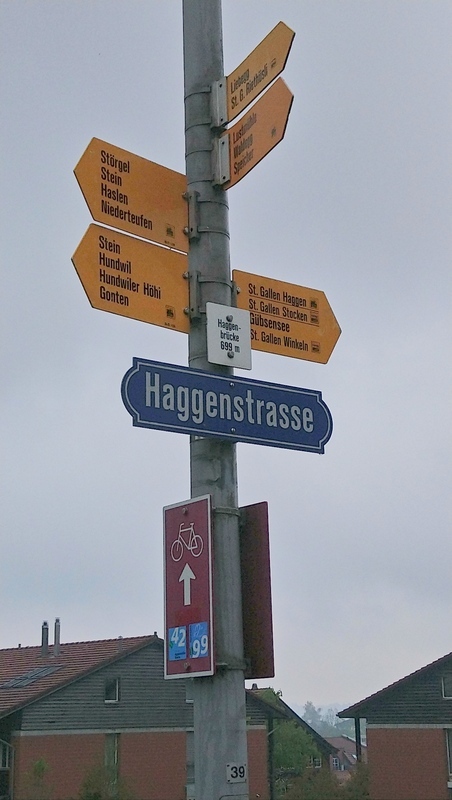 Liebegg
St. G. Riethüsli
Lustmühle
Waldegg
Speicher
Störgel
Stein
Haslen
Niederteufen
Stein
Hundwil
Hundwiler Höhi
Gonten
St. Gallen Haggen
St. Gallen Stocken
Gübsensee
St. Gallen Winkeln
Haggen-
brücke
699 m
Haggenstrasse
42 99
39